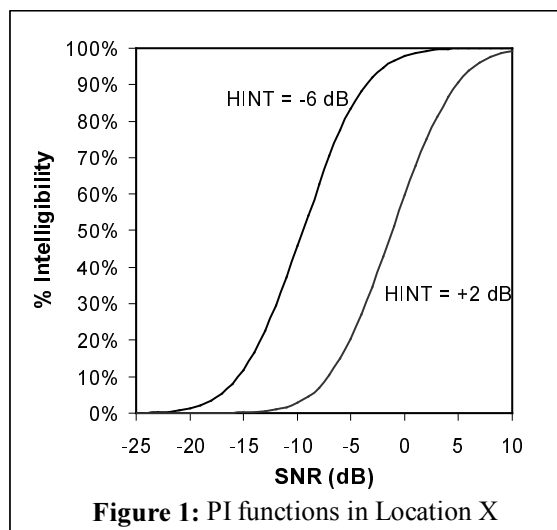 100%
90%
80%
70%
60%
50%
40%
30%
20%
10%
0%
% Intelligibility
HINT = -6 dB
HINT = +2 dB
-25 -20 -15 -10 -5 0 5 10
SNR (dB)
Figure 1: PI functions in Location X